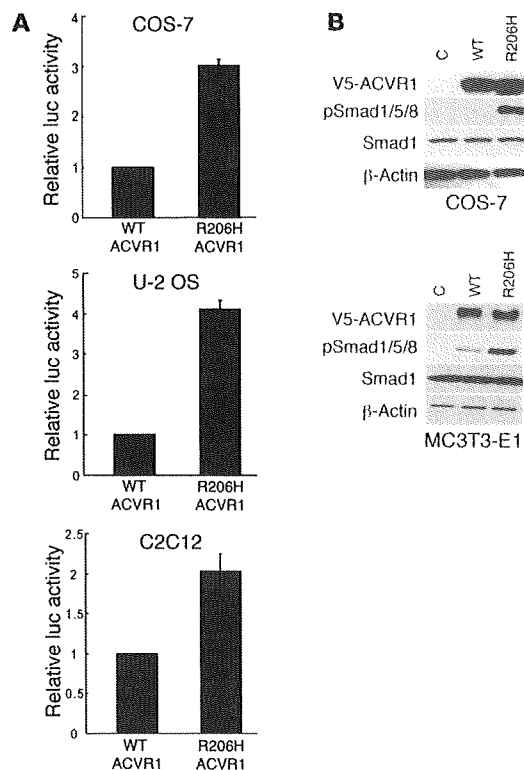 A
COS-7
Relative luc activity
4
3
2
1
0
WT
ACVR1
R206H
ACVR1
U-2 OS
Relative luc activity
5
4
3
2
1
0
WT
ACVR1
R206H
ACVR1
C2C12
Relative luc activity
2.5
2
1.5
1
0.5
0
WT
ACVR1
R206H
ACVR1
B
C
WT
R206H
V5-ACVR1
pSmad1/5/8
Smad1
β-Actin
COS-7
C
WT
R206H
V5-ACVR1
pSmad1/5/8
Smad1
β-Actin
MC3T3-E1